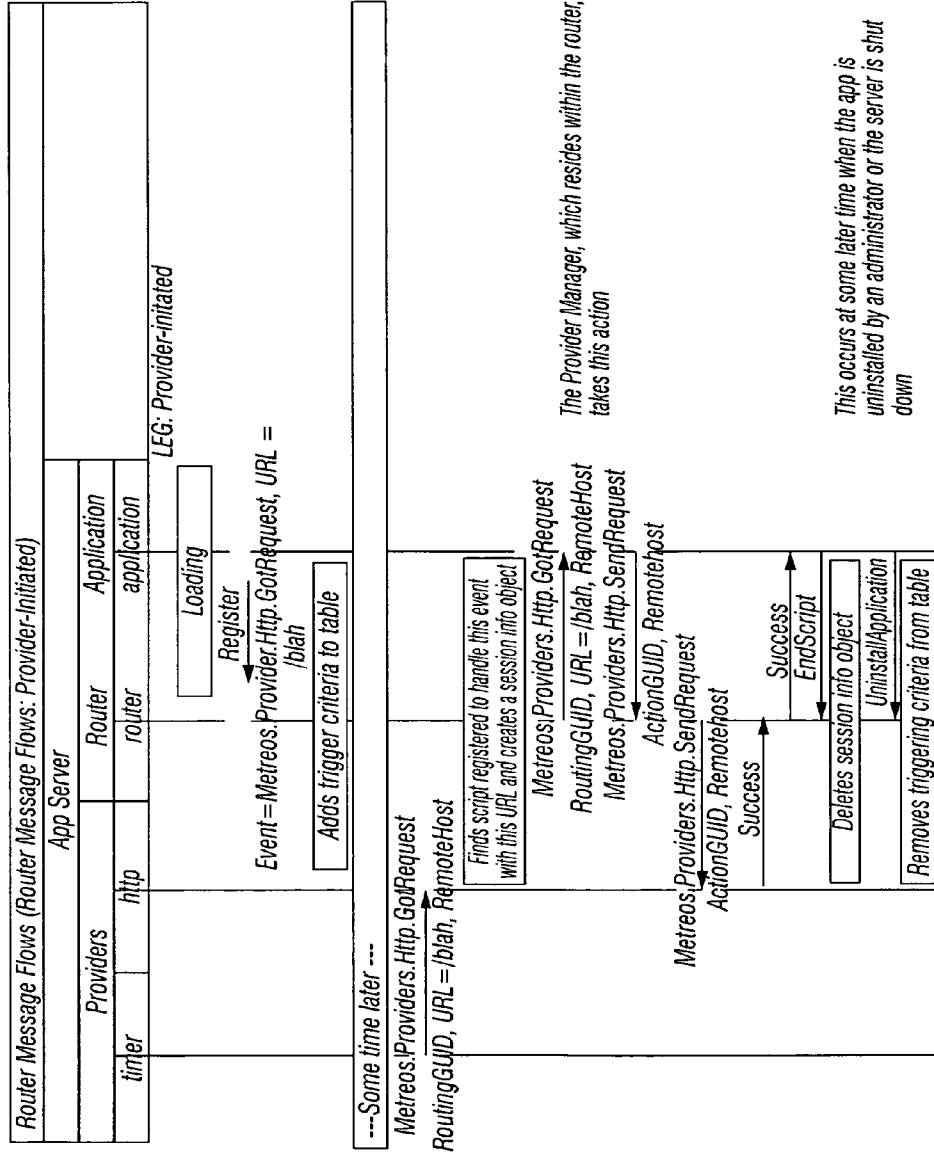 Router Message Flows (Router Message Flows: Provider-Initiated)
App Server
Providers
Router
Application
timer
http
router
application
LEG: Provider-initated
Loading
Register
Event=Metreos.Provider.Http.GotRequest, URL =
/blah
Adds trigger criteria to table
---Some time later ---
Metreos.Providers.Http.GotRequest
RoutingGUID, URL=/blah, RemoteHost
Finds script registered to handle this event
with this URL and creates a session info object
Metreos.Providers.Http.GotRequest
RoutingGUID, URL=/blah, RemoteHost
Metreos.Providers.Http.SendRequest
ActionGUID, Remotehost
The Provider Manager, which resides within the router,
takes this action
Metreos.Providers.Http.SendRequest
ActionGUID, Remotehost
Success
Success
EndScript
Deletes session info object
UninstallApplication
Removes triggering criteria from table
This occurs at some later time when the app is
uninstalled by an administrator or the server is shut
down